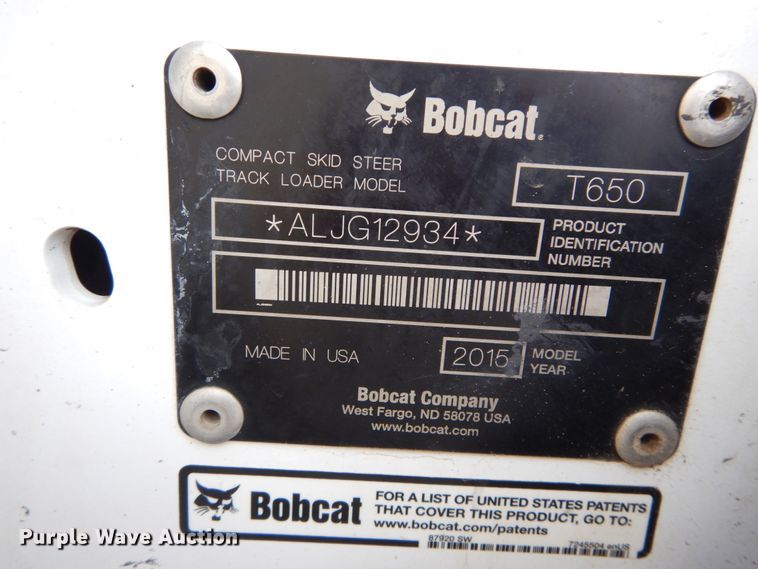 Bobcat.
COMPACT SKID STEER
TRACK LOADER MODEL
T650
*ALJG12934*
PRODUCT
IDENTIFICATION
NUMBER
MADE IN USA
2015
MODEL
YEAR
Bobcat Company
West Fargo, ND 58078 USA
www.bobcat.com
Bobcat
FOR A LIST OF UNITED STATES PATENTS
THAT COVER THIS PRODUCT, GO TO:
www.bobcat.com/patents
87920 SW
7245504 enUS
Purple Wave Auction